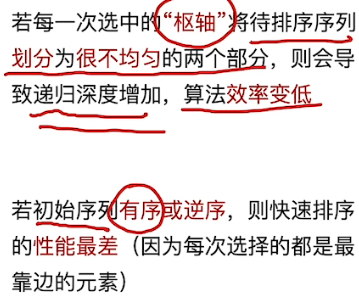 若每一次选中的“枢轴”将待排序序列
划分为很不均匀的两个部分，则会导
致递归深度增加，算法效率变低
若初始序列有序或逆序，则快速排序
的性能最差（因为每次选择的都是最
靠边的元素）